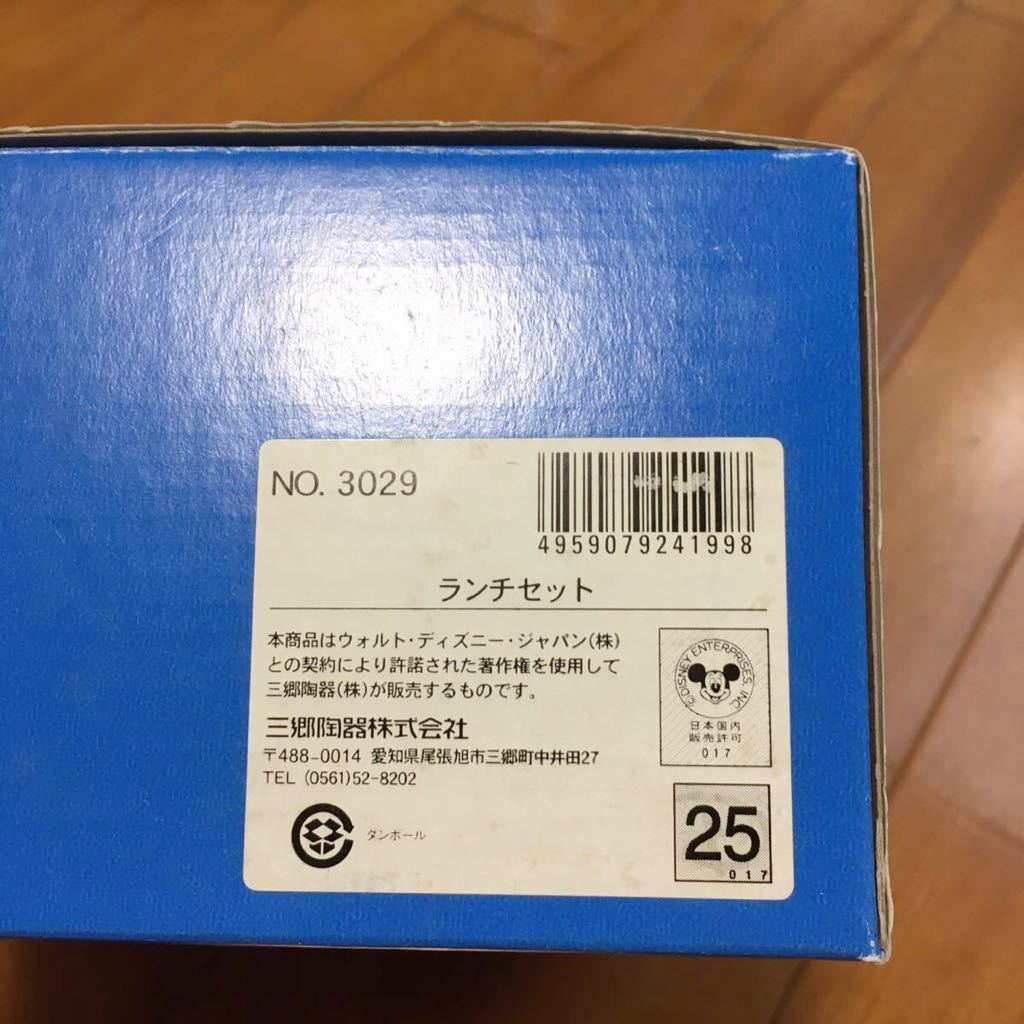 NO. 3029
4959079241998
ランチセット
本商品はウォルト・ディズニー・ジャパン(株)
との契約により許諾された著作権を使用して
三郷陶器(株)が販売するものです。
三郷陶器株式会社
〒488-0014 愛知県尾張旭市三郷町中井田27
TEL (0561)52-8202
ダンボール
©DISNEY ENTERPRISES, INC.
日本国内
販売許可
017
25
017